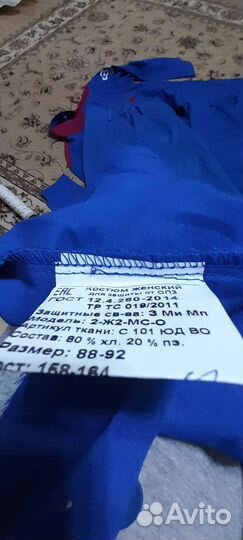 EAC КОСТЮМ ЖЕНСКИЙ
для защиты от ОПЗ
ГОСТ 12.4.280-2014
ТР ТС 019/2011
Защитные св-ва: З Ми Мп
Модель: 2-Ж2-МС-О
Артикул ткани: С 101 ЮД ВО
Состав: 80 % хл. 20 % пэ.
Размер: 88-92
ост: 158-164
Avito